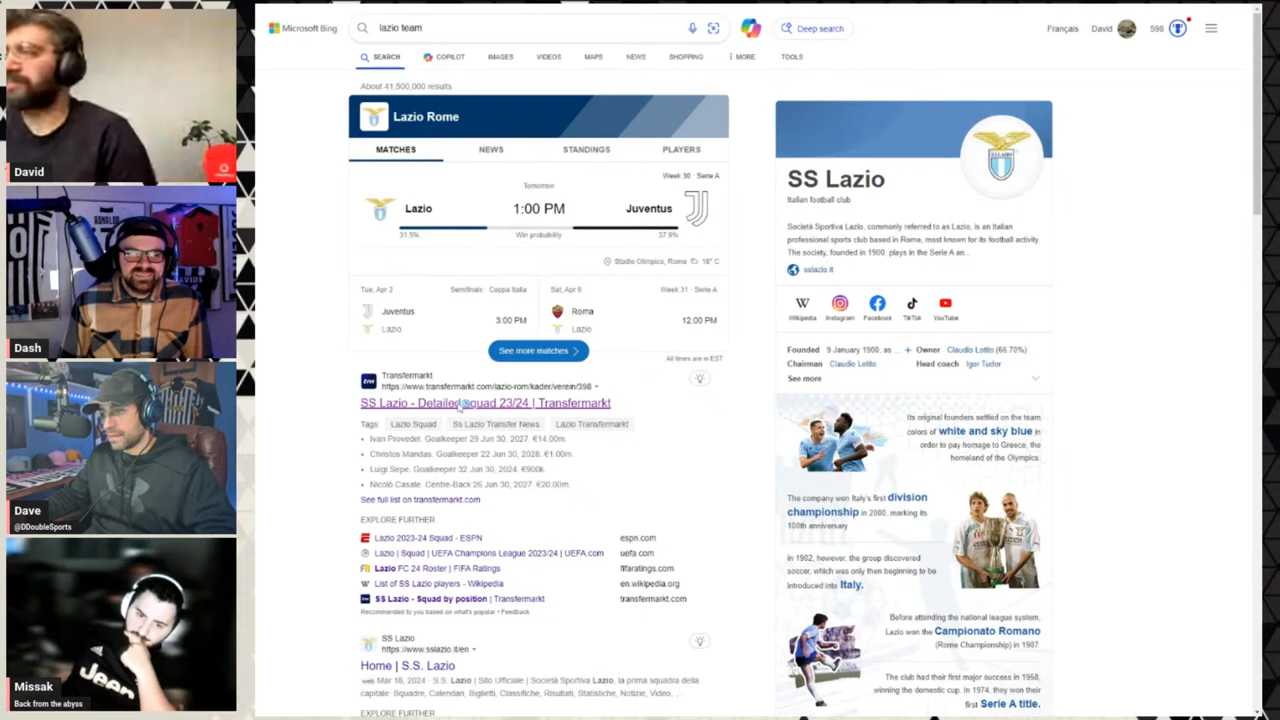 David
RONALDO
DAVIDS
Dash
Dave
@DDoubleSports
Jeep
Missak
Back from the abyss
Microsoft Bing
lazio team
Deep search
Français
David
598
SEARCH
COPILOT
IMAGES
VIDEOS
MAPS
NEWS
SHOPPING
MORE
TOOLS
About 41,500,000 results
Lazio Rome
MATCHES
NEWS
STANDINGS
PLAYERS
Week 30 · Serie A
Tomorrow
Lazio
1:00 PM
Juventus
31.5%
Win probability
37.9%
Stadio Olimpico, Rome
18° C
Tue, Apr 2
Semifinals · Coppa Italia
Juventus
Lazio
3:00 PM
Sat, Apr 6
Week 31 · Serie A
Roma
Lazio
12:00 PM
See more matches
All times are in EST
Transfermarkt
https://www.transfermarkt.com/lazio-rom/kader/verein/398
SS Lazio - Detailed squad 23/24 | Transfermarkt
Tags:
Lazio Squad
Ss Lazio Transfer News
Lazio Transfermarkt
• Ivan Provedel. Goalkeeper 29 Jun 30, 2027. €14.00m.
• Christos Mandas. Goalkeeper 22 Jun 30, 2028. €1.00m.
• Luigi Sepe. Goalkeeper 32 Jun 30, 2024. €900k.
• Nicolò Casale. Centre-Back 26 Jun 30, 2027. €20.00m.
See full list on transfermarkt.com
EXPLORE FURTHER
Lazio 2023-24 Squad - ESPN
espn.com
Lazio | Squad | UEFA Champions League 2023/24 | UEFA.com
uefa.com
Lazio FC 24 Roster | FIFA Ratings
fifaratings.com
List of SS Lazio players - Wikipedia
en.wikipedia.org
SS Lazio - Squad by position | Transfermarkt
transfermarkt.com
Recommended to you based on what's popular • Feedback
SS Lazio
https://www.sslazio.it/en
Home | S.S. Lazio
web Mar 18, 2024 · S.S. Lazio | Sito Ufficiale | Società Sportiva Lazio, la prima squadra della
capitale: Squadre, Calendari, Biglietti, Classifiche, Risultati, Statistiche, Notizie, Video, ...
EXPLORE FURTHER
SS Lazio
Italian football club
Società Sportiva Lazio, commonly referred to as Lazio, is an Italian
professional sports club based in Rome, most known for its football activity.
The society, founded in 1900, plays in the Serie A an...
sslazio.it
Wikipedia
Instagram
Facebook
TikTok
YouTube
Founded 9 January 1900, as ...
Owner Claudio Lotito (66.70%)
Chairman Claudio Lotito
Head coach Igor Tudor
See more
Its original founders settled on the team
colors of white and sky blue in
order to pay homage to Greece, the
homeland of the Olympics.
The company won Italy's first division
championship in 2000, marking its
100th anniversary
In 1902, however, the group discovered
soccer, which was only then beginning to be
introduced into Italy.
Before attending the national league system,
Lazio won the Campionato Romano
(Rome Championship) in 1907.
The club had their first major success in 1958,
winning the domestic cup. In 1974, they won their
first Serie A title.